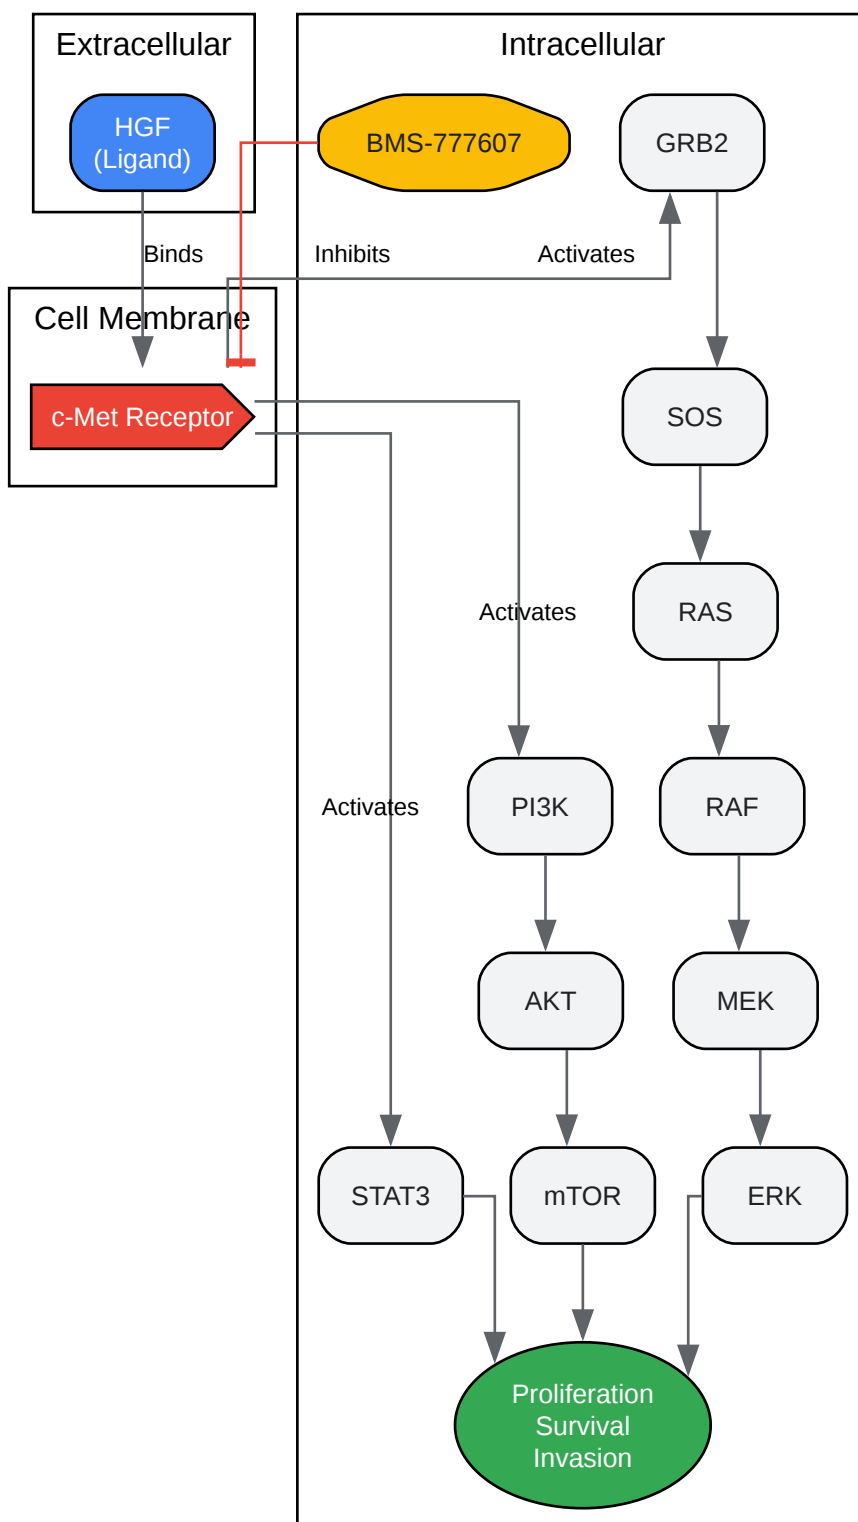 Extracellular
Intracellular
HGF
(Ligand)
BMS-777607
GRB2
Binds
Inhibits
Activates
Cell Membrane
c-Met Receptor
SOS
RAS
Activates
PI3K
RAF
Activates
AKT
MEK
STAT3
mTOR
ERK
Proliferation
Survival
Invasion